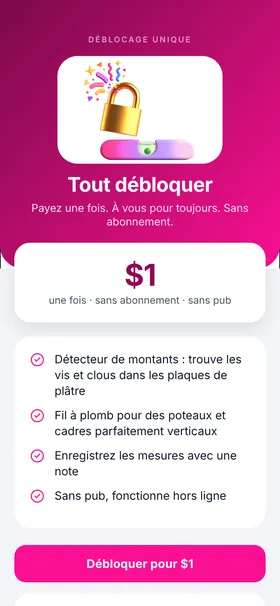 DÉBLOCAGE UNIQUE
Tout débloquer
Payez une fois. À vous pour toujours. Sans
abonnement.
$1
une fois · sans abonnement · sans pub
Détecteur de montants : trouve les
vis et clous dans les plaques de
plâtre
Fil à plomb pour des poteaux et
cadres parfaitement verticaux
Enregistrez les mesures avec une
note
Sans pub, fonctionne hors ligne
Débloquer pour $1